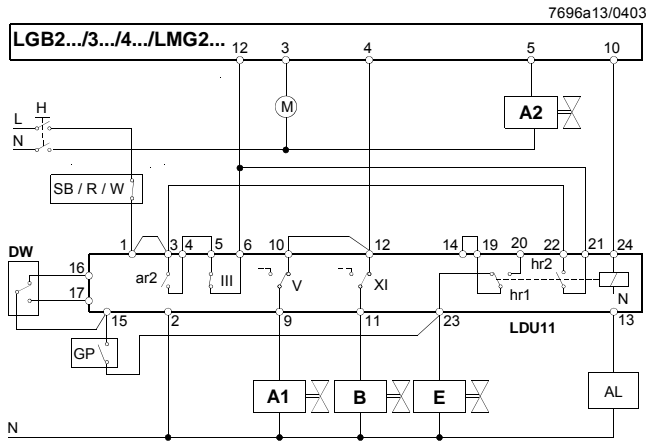 7696a13/0403
LGB2.../3.../4.../LMG2...
12 3 4 5 10
M
A2
H
L
N
SB / R / W
1 3 4 5 6 10 12 14 19 20 22 21 24
DW
16
17
ar2 III V XI hr2 hr1 N
15 2 9 11 23 LDU11 13
GP
A1 B E AL
N